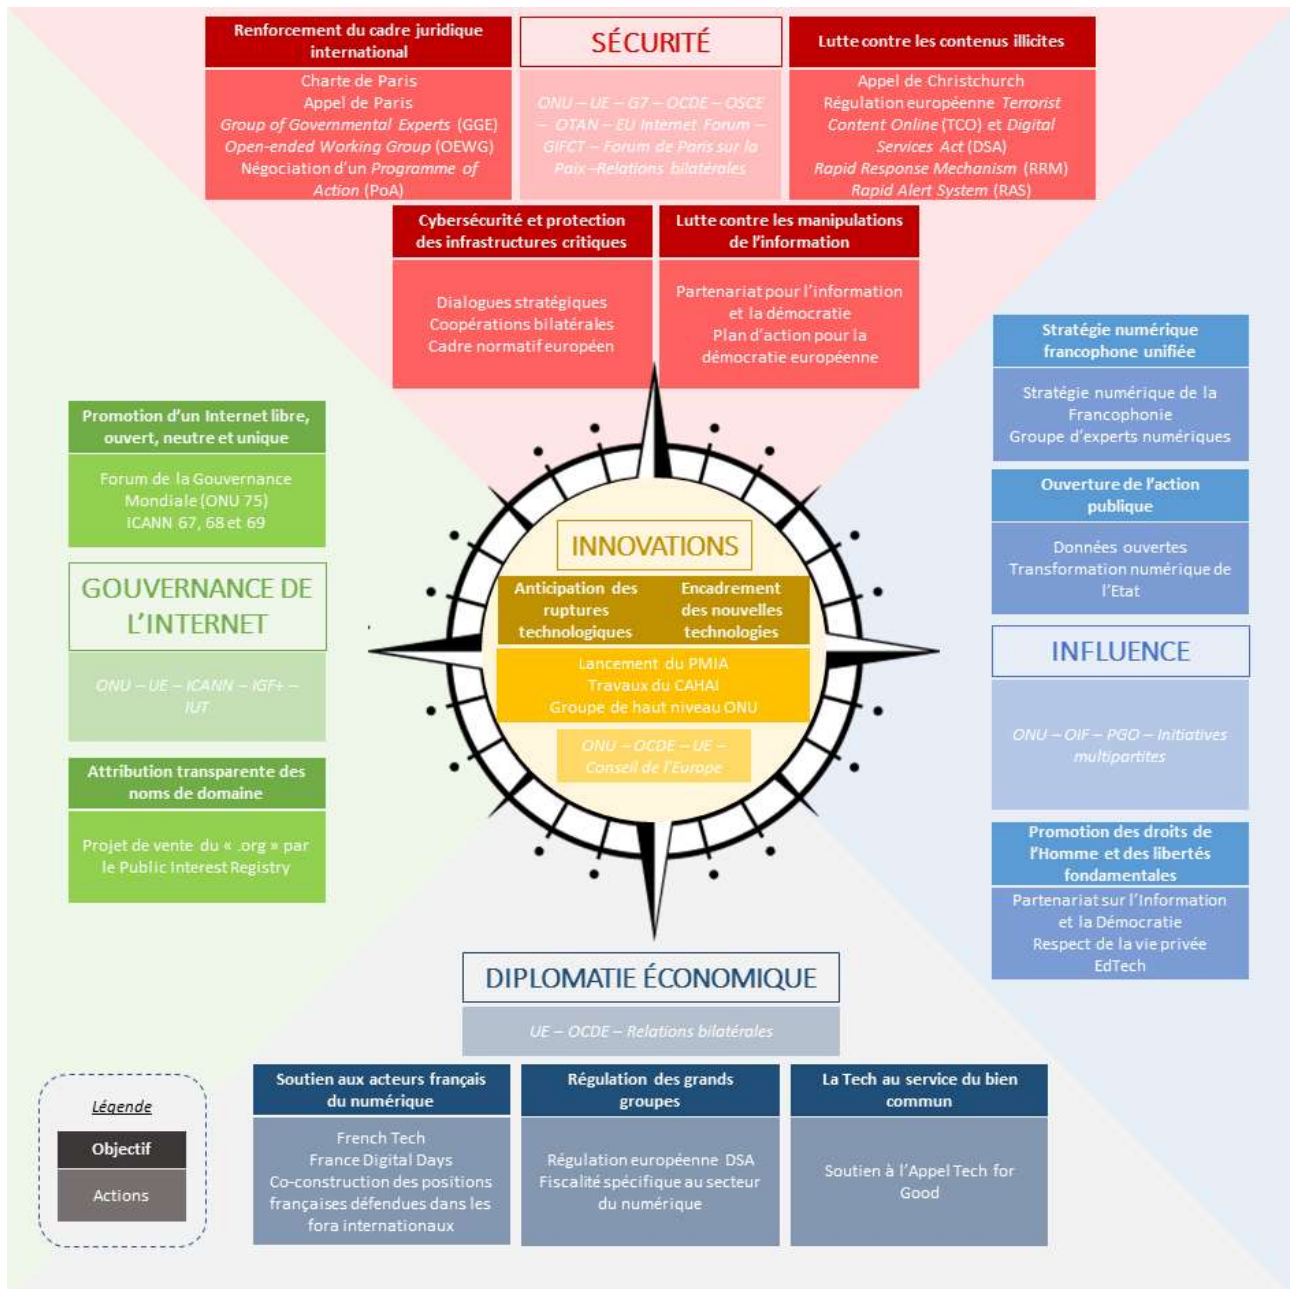 Renforcement du cadre juridique
international
Charte de Paris
Appel de Paris
Group of Governmental Experts (GGE)
Open-ended Working Group (OEWG)
Négociation d'un Programme of
Action (PoA)
SÉCURITÉ
ONU – UE – G7 – OCDE – OSCE
– OTAN – EU Internet Forum –
GIFCT – Forum de Paris sur la
Paix –Relations bilatérales
Lutte contre les contenus illicites
Appel de Christchurch
Régulation européenne Terrorist
Content Online (TCO) et Digital
Services Act (DSA)
Rapid Response Mechanism (RRM)
Rapid Alert System (RAS)
Cybersécurité et protection
des infrastructures critiques
Dialogues stratégiques
Coopérations bilatérales
Cadre normatif européen
Lutte contre les manipulations
de l'information
Partenariat pour l'information
et la démocratie
Plan d'action pour la
démocratie européenne
Promotion d'un Internet libre,
ouvert, neutre et unique
Forum de la Gouvernance
Mondiale (ONU 75)
ICANN 67, 68 et 69
GOUVERNANCE DE
L'INTERNET
ONU – UE – ICANN – IGF+ –
IUT
Attribution transparente des
noms de domaine
Projet de vente du « .org » par
le Public Interest Registry
INNOVATIONS
Anticipation des
ruptures
technologiques
Encadrement
des nouvelles
technologies
Lancement du PMIA
Travaux du CAHAI
Groupe de haut niveau ONU
ONU – OCDE – UE –
Conseil de l'Europe
Stratégie numérique
francophone unifiée
Stratégie numérique de la
Francophonie
Groupe d'experts numériques
Ouverture de l'action
publique
Données ouvertes
Transformation numérique de
l'Etat
INFLUENCE
ONU – OIF – PGO – Initiatives
multipartites
Promotion des droits de
l'Homme et des libertés
fondamentales
Partenariat sur l'Information
et la Démocratie
Respect de la vie privée
EdTech
DIPLOMATIE ÉCONOMIQUE
UE – OCDE – Relations bilatérales
Soutien aux acteurs français
du numérique
French Tech
France Digital Days
Co-construction des positions
françaises défendues dans les
fora internationaux
Régulation des grands
groupes
Régulation européenne DSA
Fiscalité spécifique au secteur
du numérique
La Tech au service du bien
commun
Soutien à l'Appel Tech for
Good
Légende
Objectif
Actions